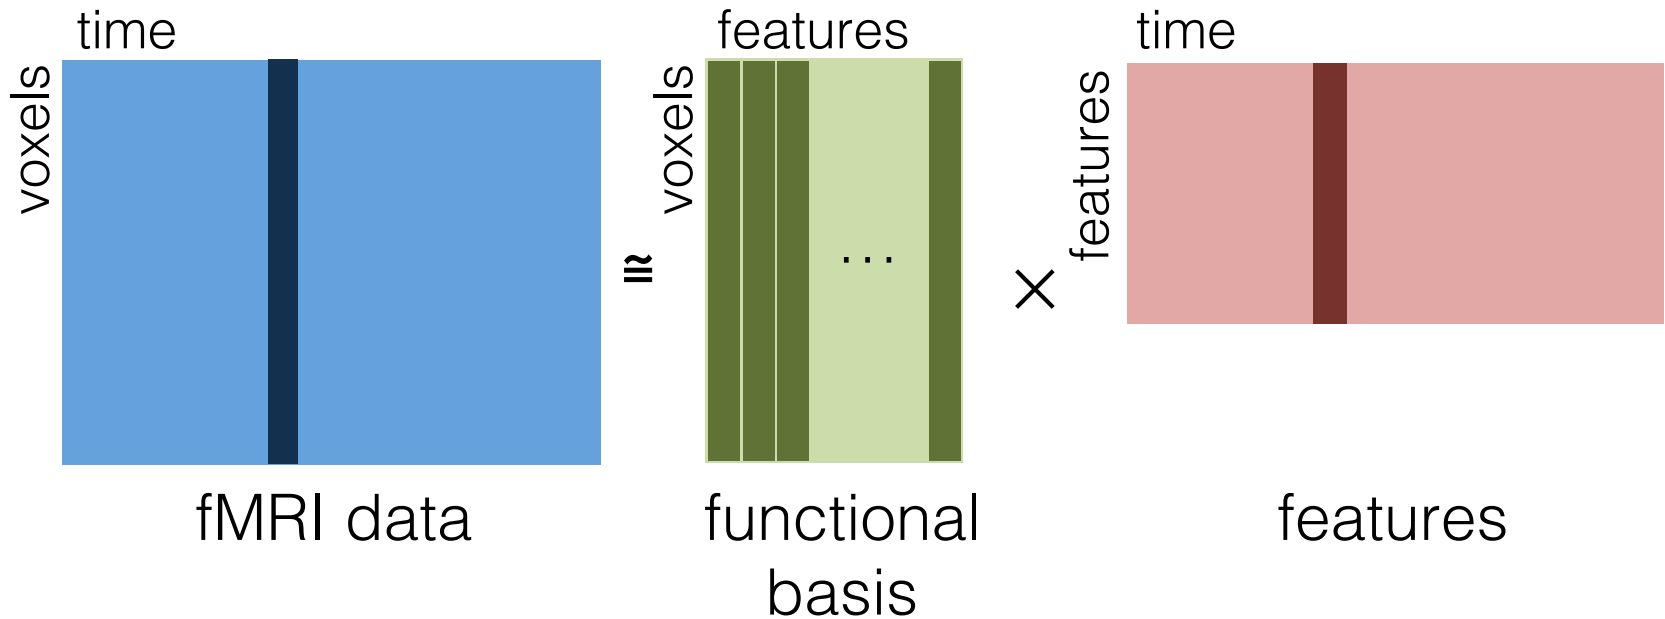 time
voxels
fMRI data
≅
features
voxels
...
functional
basis
×
time
features
features